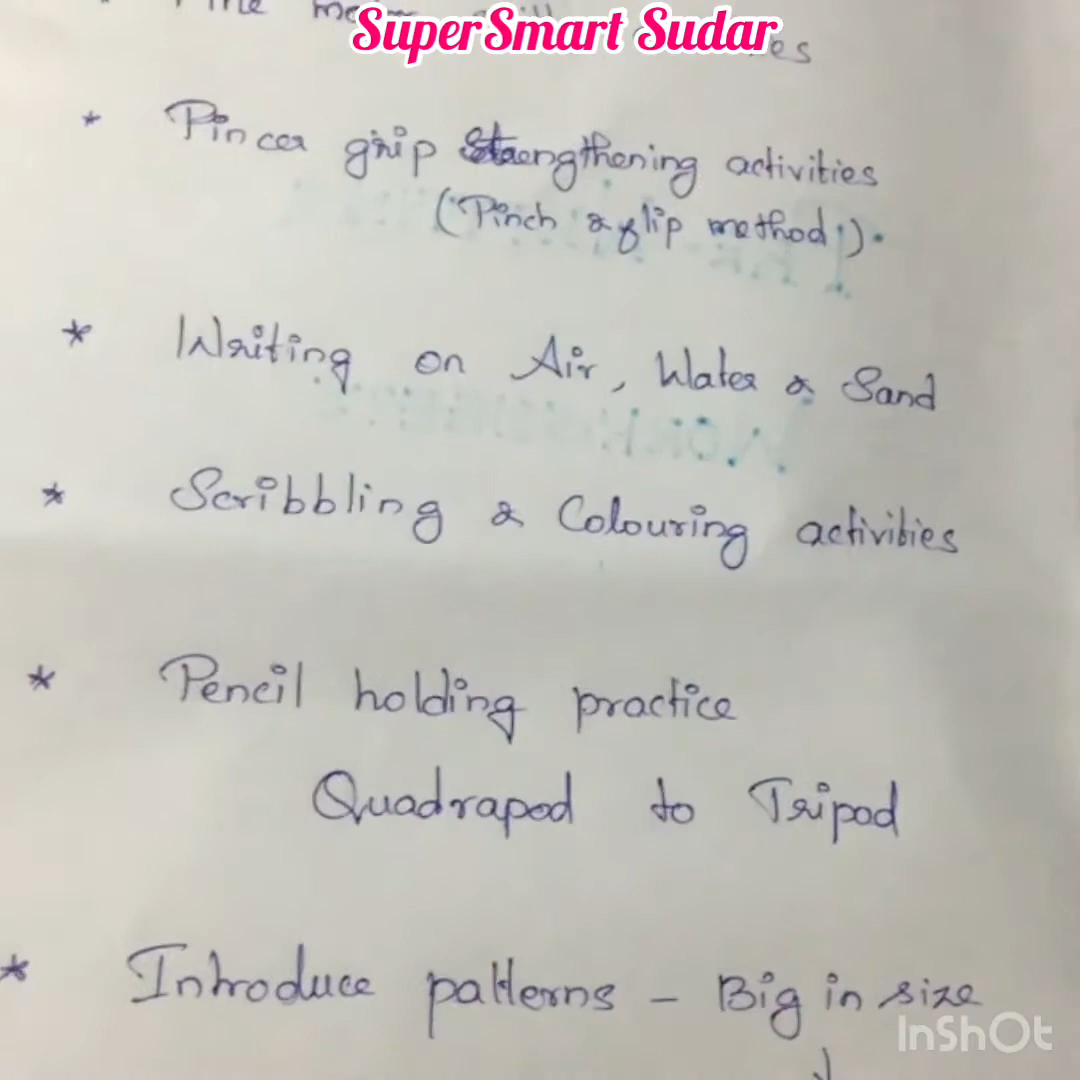 SuperSmart Sudar
* Pincer grip Strengthening activities
(Pinch & flip method)
* Writing on Air, Water & Sand
* Scribbling & Colouring activities
* Pencil holding practice
Quadrapod to Tripod
* Introduce patterns - Big in size
InShOt